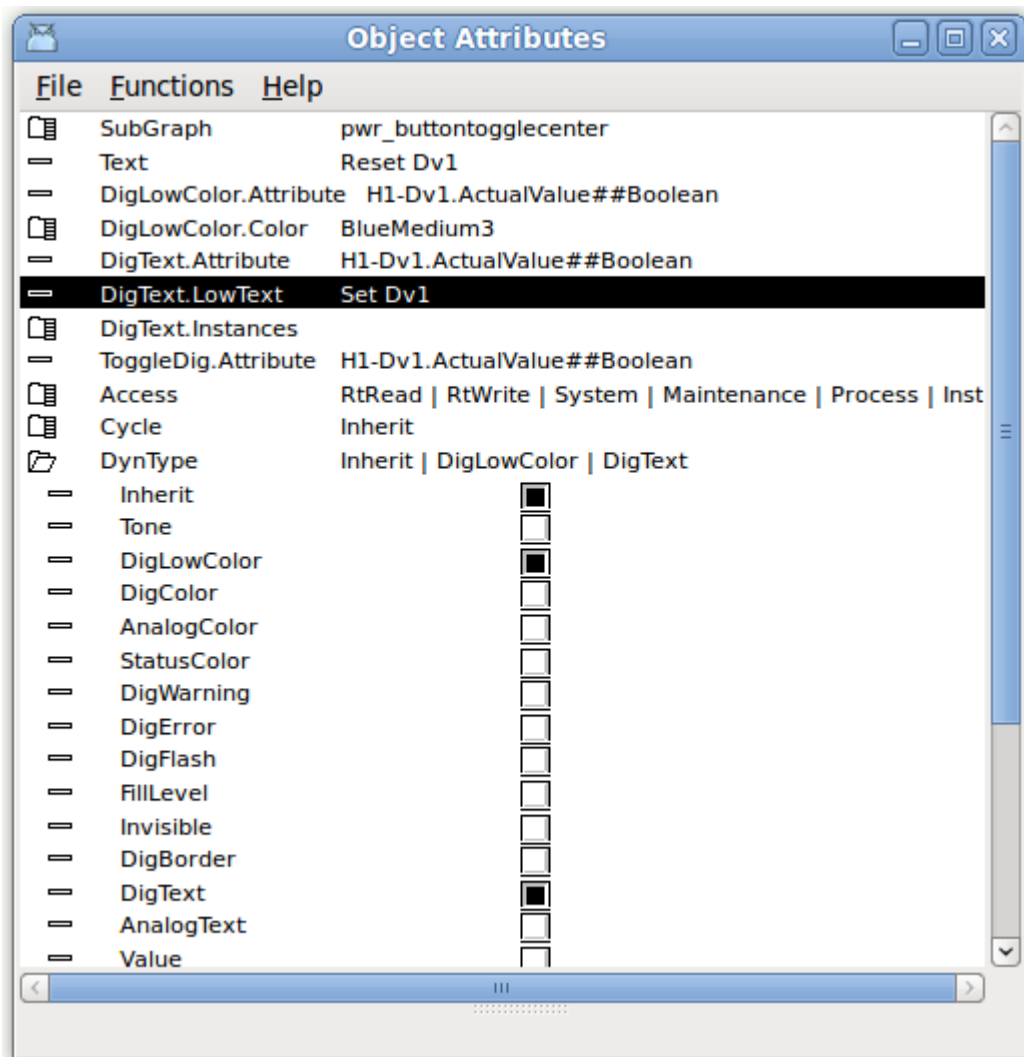 Object Attributes
File Functions Help
SubGraph pwr_buttontogglecenter
Text Reset Dv1
DigLowColor.Attribute H1-Dv1.ActualValue##Boolean
DigLowColor.Color BlueMedium3
DigText.Attribute H1-Dv1.ActualValue##Boolean
DigText.LowText Set Dv1
DigText.Instances
ToggleDig.Attribute H1-Dv1.ActualValue##Boolean
Access RtRead | RtWrite | System | Maintenance | Process | Inst
Cycle Inherit
DynType Inherit | DigLowColor | DigText
Inherit
Tone
DigLowColor
DigColor
AnalogColor
StatusColor
DigWarning
DigError
DigFlash
FillLevel
Invisible
DigBorder
DigText
AnalogText
Value